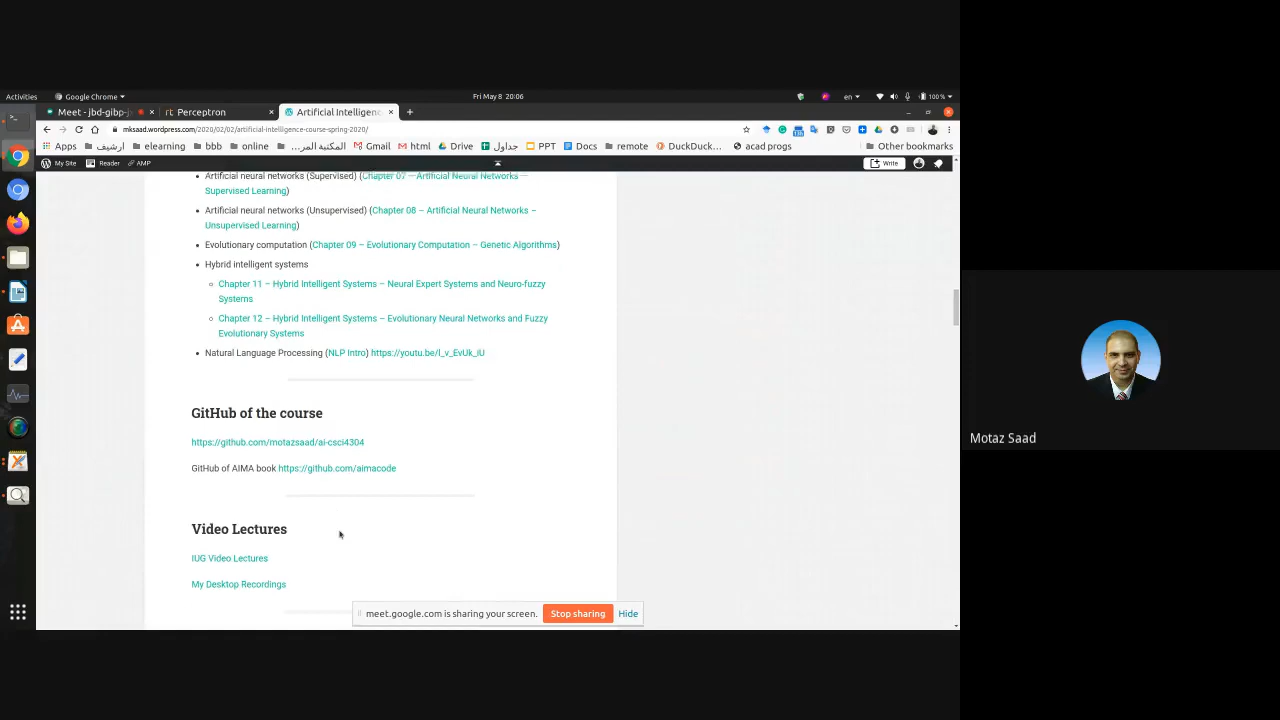 Activities
Google Chrome
Fri May 8 20:06
en
100 %
Meet - jbd-gibp-j
Perceptron
Artificial Intelligence
mksaad.wordpress.com/2020/02/02/artificial-intelligence-course-spring-2020/
Apps
ارشيف
elearning
bbb
online
المكتبة المر...
Gmail
html
Drive
جداول
PPT
Docs
remote
DuckDuck...
acad progs
Other bookmarks
My Site
Reader
AMP
Write
Artificial neural networks (Supervised) (Chapter 07 – Artificial Neural Networks –
Supervised Learning)
Artificial neural networks (Unsupervised) (Chapter 08 – Artificial Neural Networks –
Unsupervised Learning)
Evolutionary computation (Chapter 09 – Evolutionary Computation – Genetic Algorithms)
Hybrid intelligent systems
Chapter 11 – Hybrid Intelligent Systems – Neural Expert Systems and Neuro-fuzzy
Systems
Chapter 12 – Hybrid Intelligent Systems – Evolutionary Neural Networks and Fuzzy
Evolutionary Systems
Natural Language Processing (NLP Intro) https://youtu.be/l_v_EvUk_iU
GitHub of the course
https://github.com/motazsaad/ai-csci4304
GitHub of AIMA book https://github.com/aimacode
Video Lectures
IUG Video Lectures
My Desktop Recordings
meet.google.com is sharing your screen.
Stop sharing
Hide
Motaz Saad